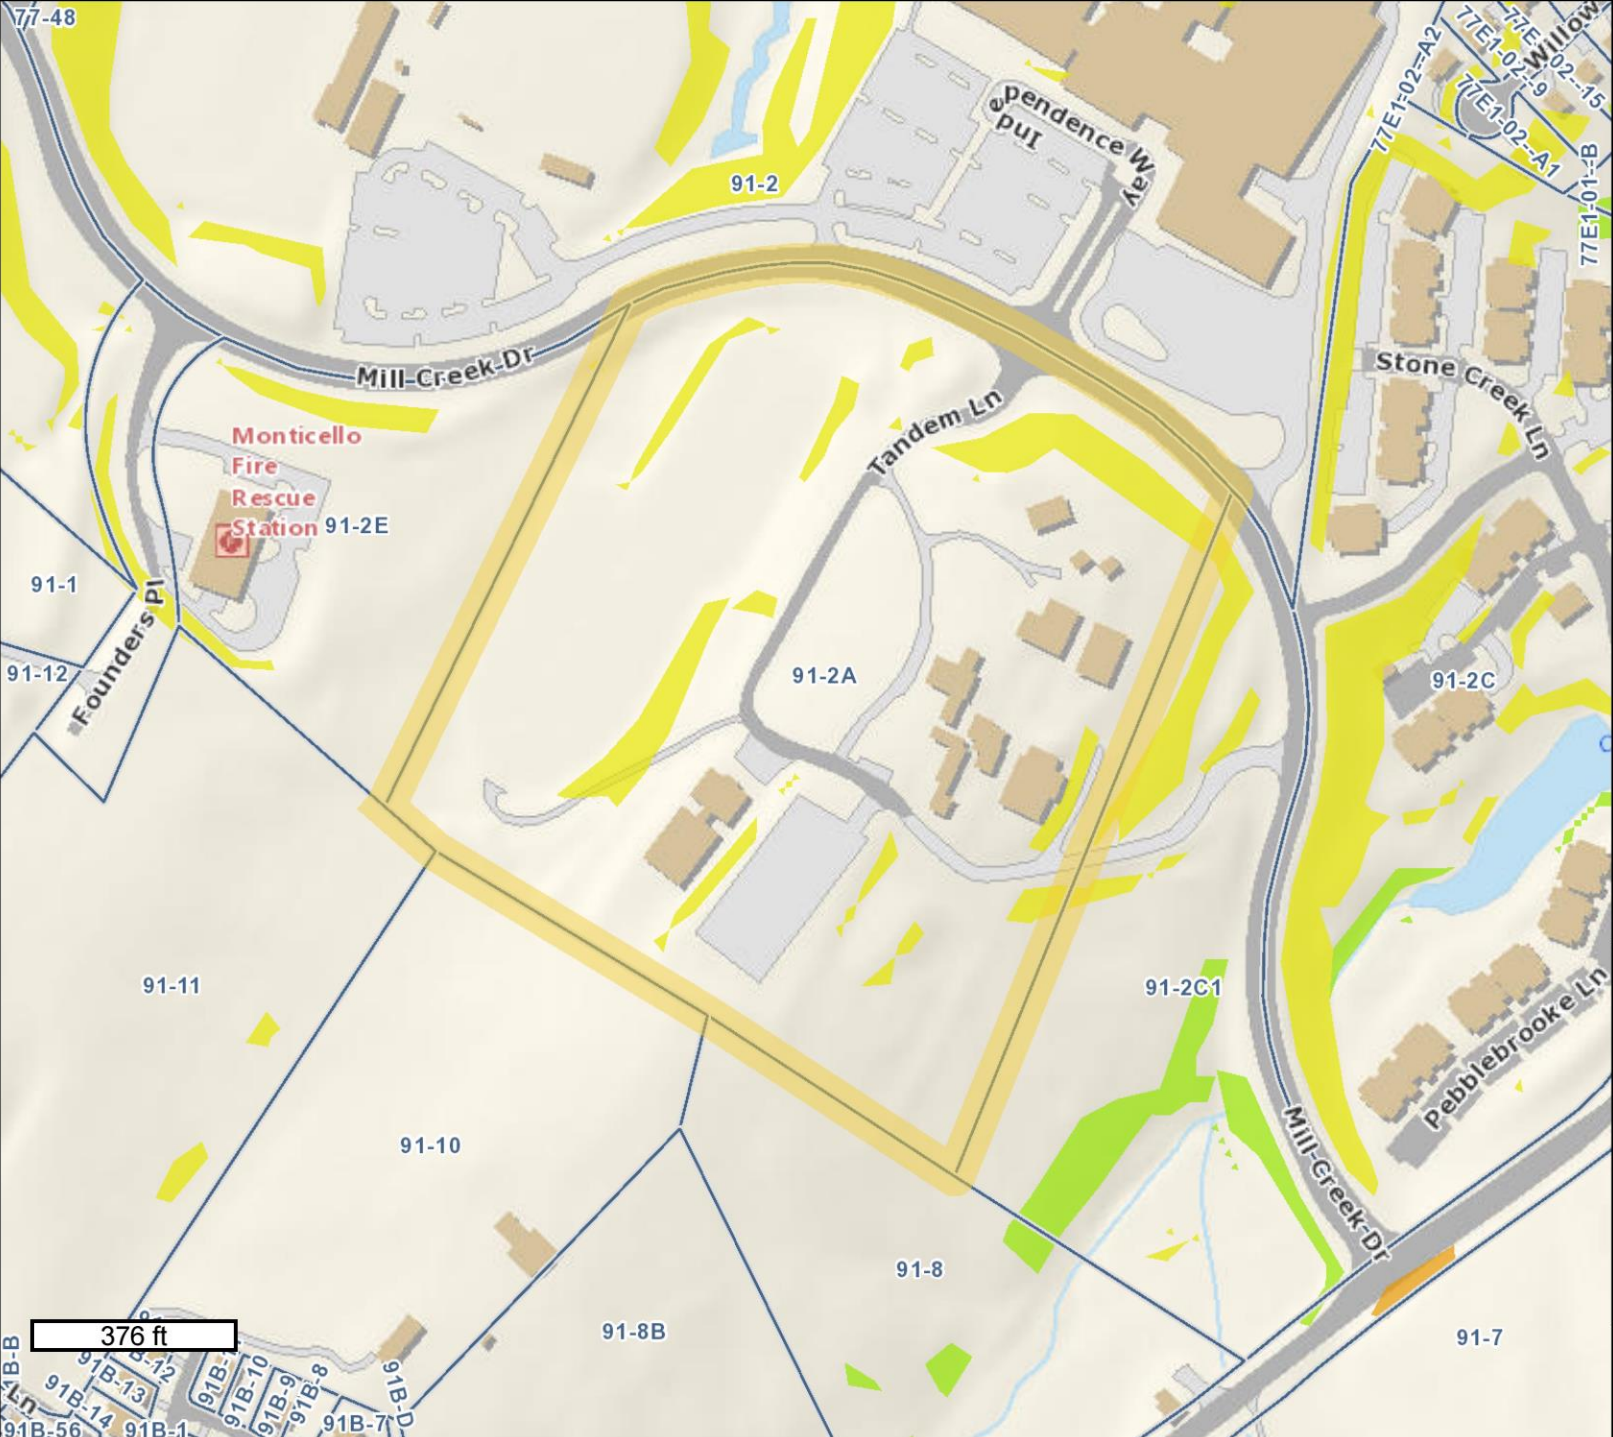 77-48
77E1-02--A2
77E1-02--9
77E1-02--15
Willow
77E1-02--A1
77E1-01--B
91-2
Independence Way
Mill Creek Dr
Stone Creek Ln
Tandem Ln
Monticello
Fire
Rescue
Station
91-2E
91-1
Founders Pl
91-12
91-2A
91-2C
91-11
91-2C1
Pebblebrooke Ln
91-10
Mill Creek Dr
91-8
91-8B
91-7
376 ft
91B-13
91B-14
91B-10
91B-9
91B-8
91B-7
91B-D
Ln
91B-56
91B-1